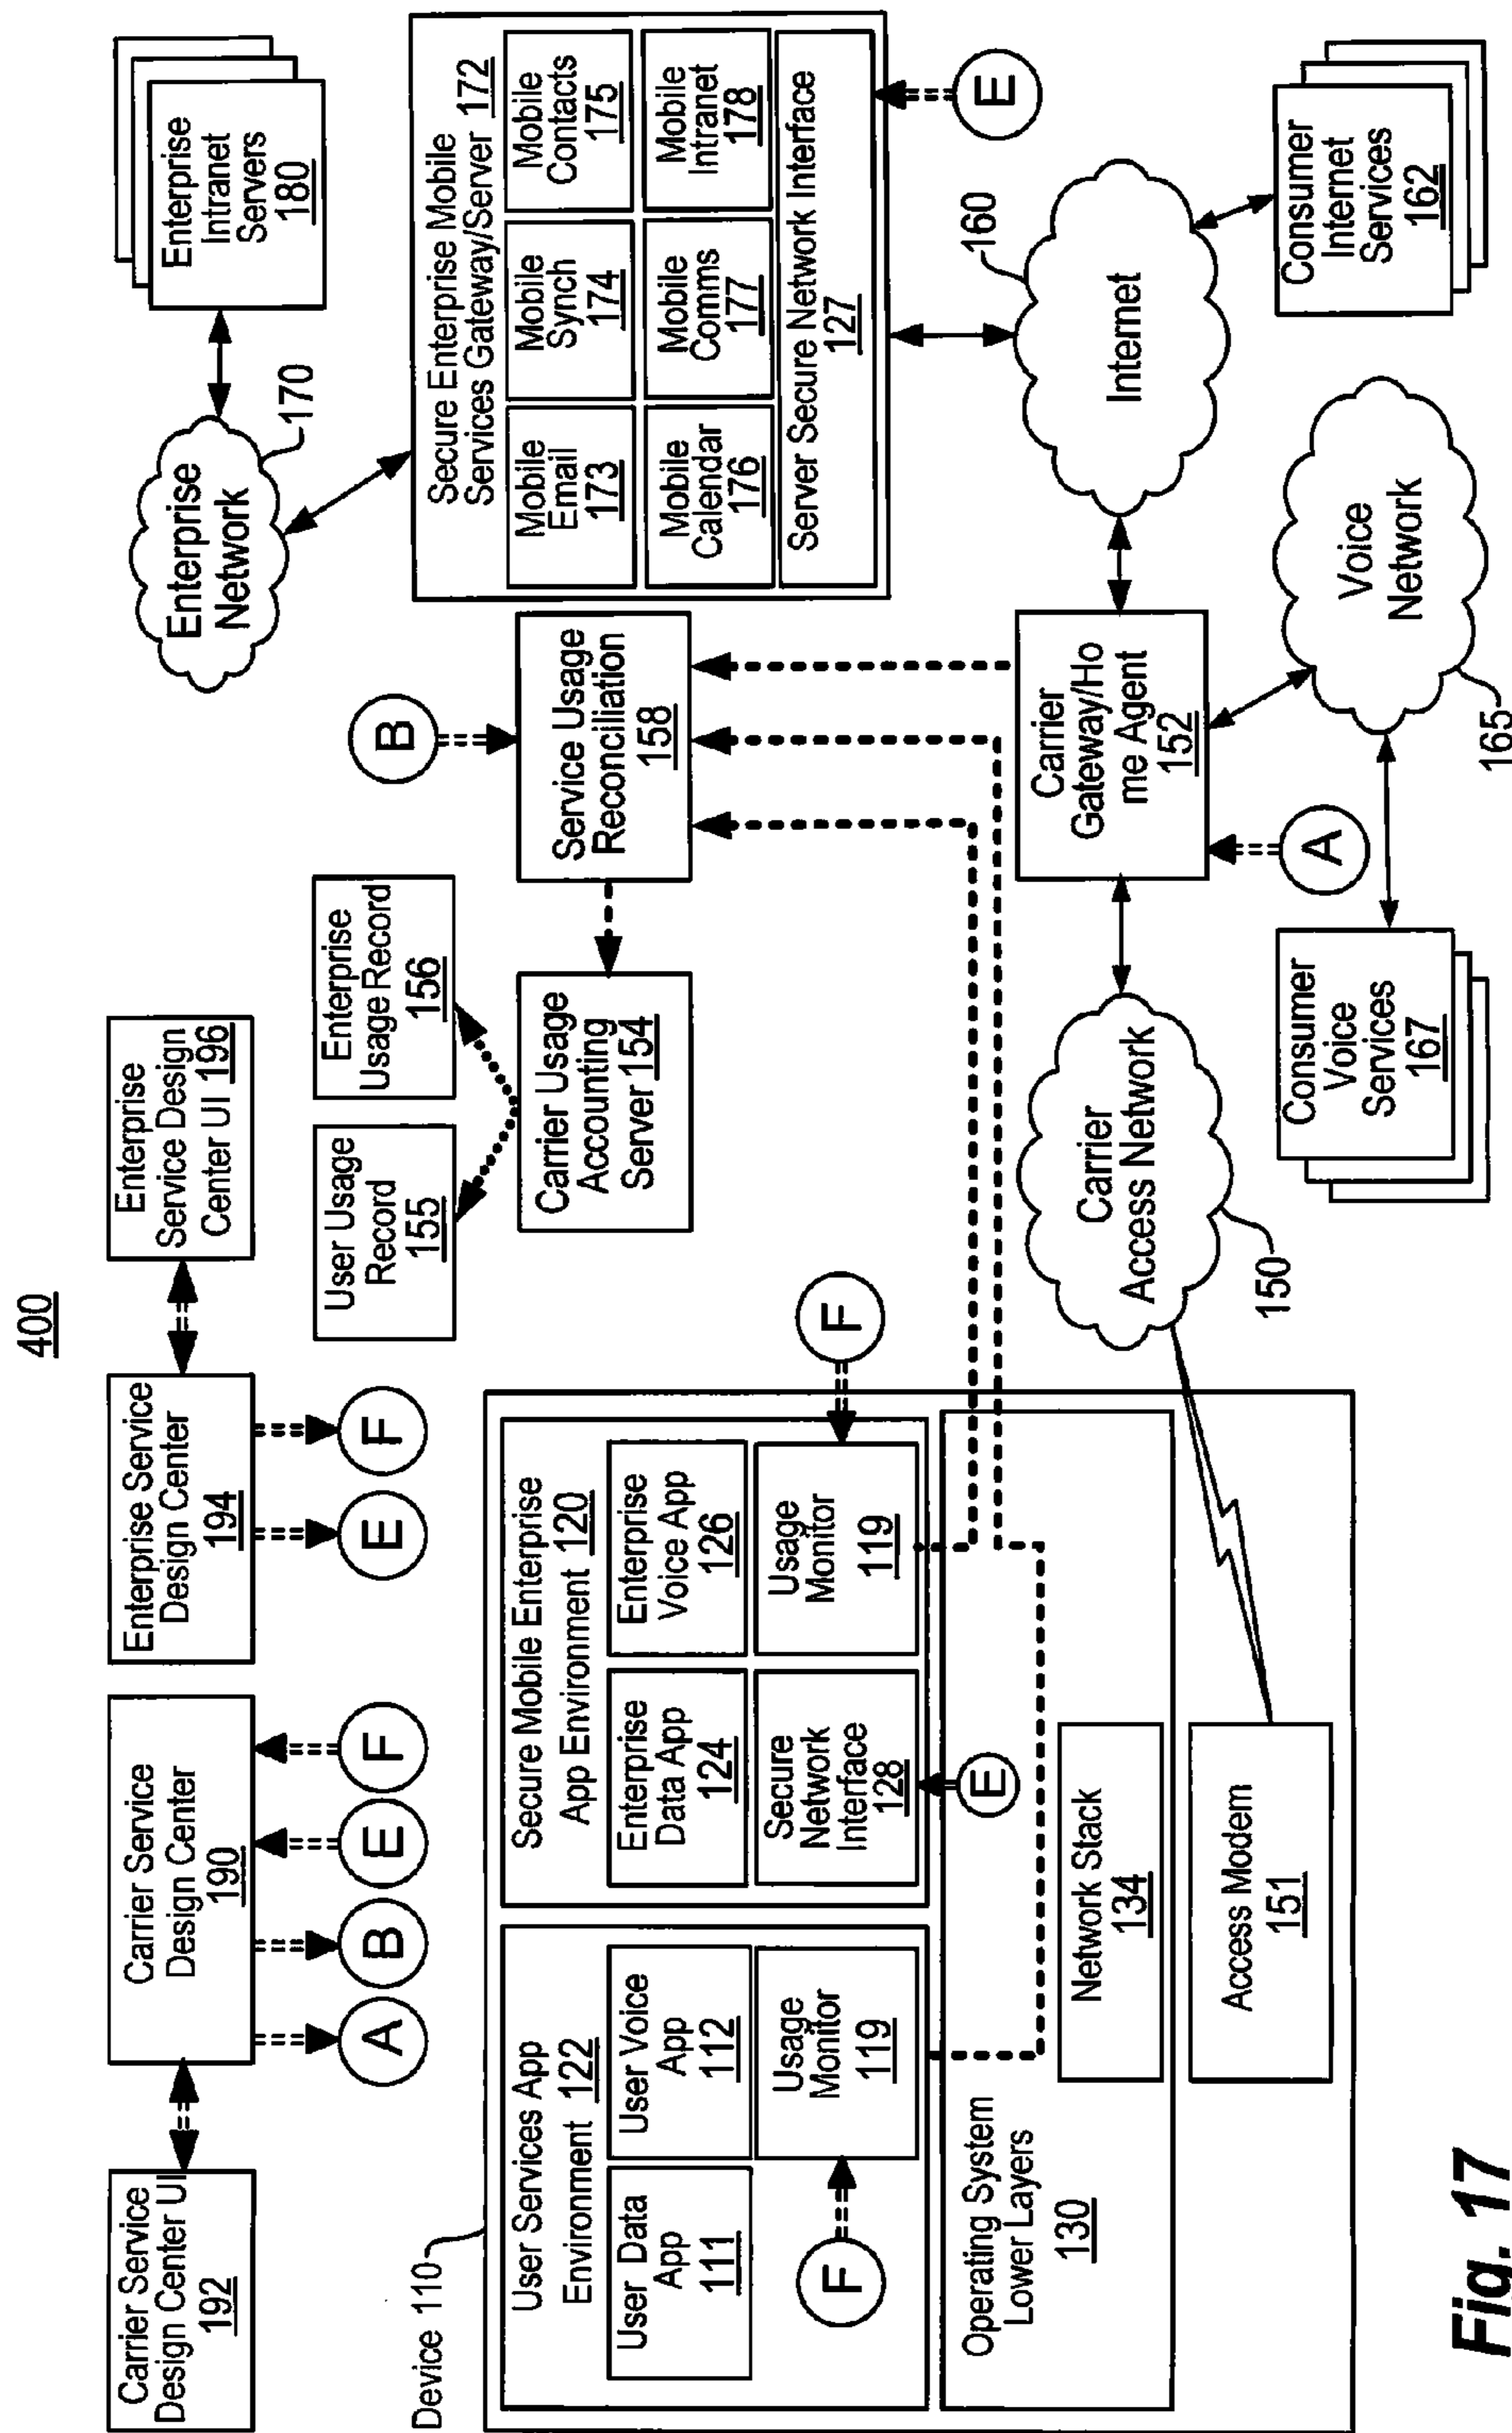 400
Carrier Service
Design Center UI
192
Carrier Service
Design Center
190
Enterprise Service
Design Center
194
Enterprise
Service Design
Center UI 196
A
B
E
F
E
F
User Usage
Record
155
Enterprise
Usage Record
156
B
Enterprise
Network
170
Enterprise
Intranet
Servers
180
Device 110
User Services App
Environment 122
User Data
App
111
User Voice
App
112
F
Usage
Monitor
119
Secure Mobile Enterprise
App Environment 120
Enterprise
Data App
124
Enterprise
Voice App
126
Secure
Network
Interface
128
Usage
Monitor
119
F
E
Operating System
Lower Layers
130
Network Stack
134
Access Modem
151
Carrier Usage
Accounting
Server 154
Service Usage
Reconciliation
158
Secure Enterprise Mobile
Services Gateway/Server 172
Mobile
Email
173
Mobile
Synch
174
Mobile
Contacts
175
Mobile
Calendar
176
Mobile
Comms
177
Mobile
Intranet
178
Server Secure Network Interface
127
E
Carrier
Access Network
150
Carrier
Gateway/Ho
me Agent
152
A
Internet
160
Consumer
Voice
Services
167
Voice
Network
165
Consumer
Internet
Services
162
Fig. 17